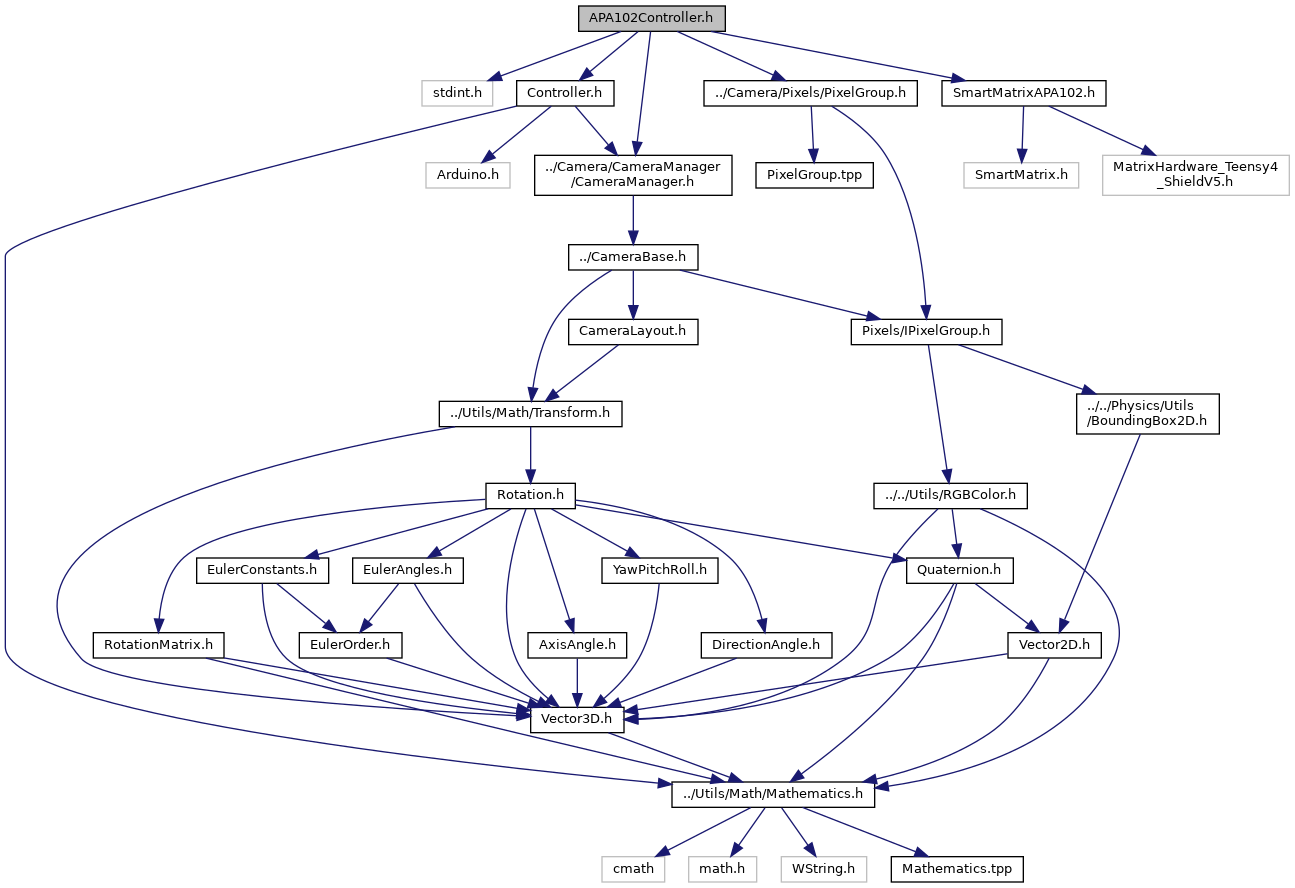 APA102Controller.h
stdint.h
Controller.h
../Camera/Pixels/PixelGroup.h
SmartMatrixAPA102.h
Arduino.h
../Camera/CameraManager
/CameraManager.h
PixelGroup.tpp
SmartMatrix.h
MatrixHardware_Teensy4
_ShieldV5.h
../CameraBase.h
CameraLayout.h
Pixels/IPixelGroup.h
../Utils/Math/Transform.h
../../Physics/Utils
/BoundingBox2D.h
Rotation.h
../../Utils/RGBColor.h
EulerConstants.h
EulerAngles.h
YawPitchRoll.h
Quaternion.h
RotationMatrix.h
EulerOrder.h
AxisAngle.h
DirectionAngle.h
Vector2D.h
Vector3D.h
../Utils/Math/Mathematics.h
cmath
math.h
WString.h
Mathematics.tpp